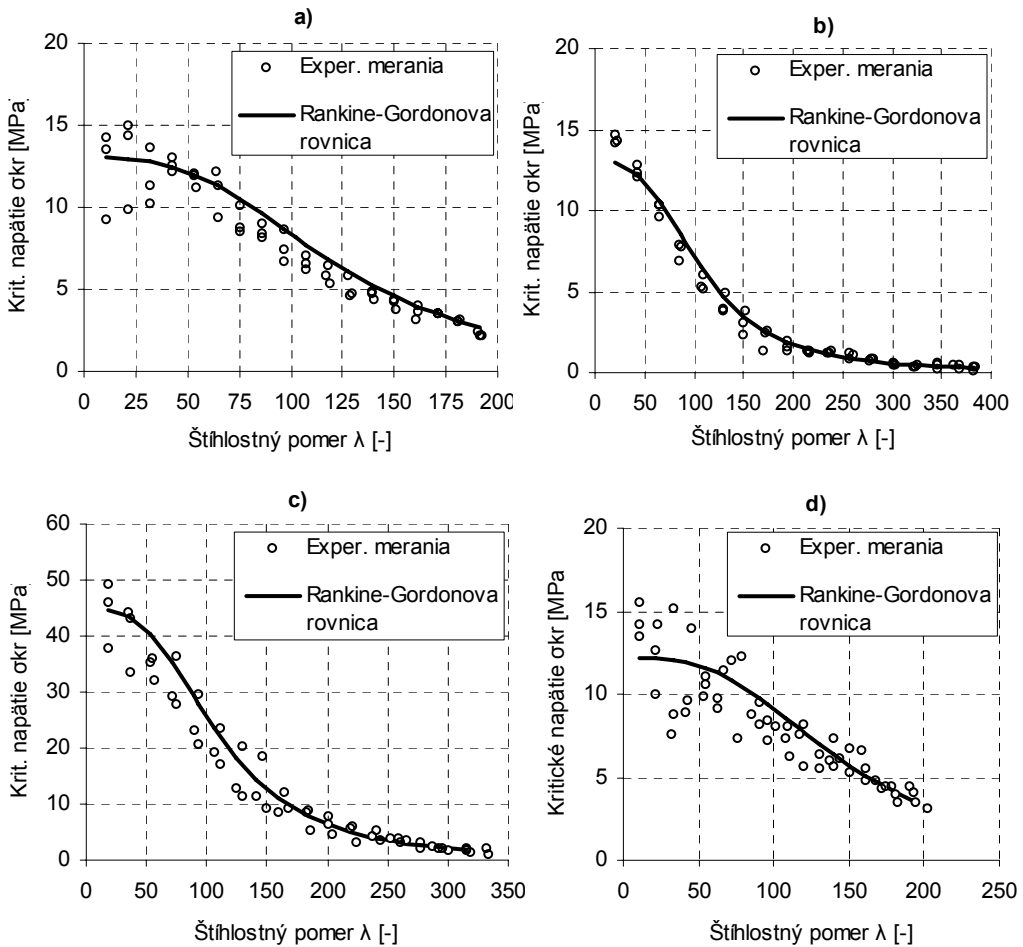 a)
Krit. napätie σkr [MPa]
20
15
10
5
0
0 25 50 75 100 125 150 175 200
Štíhlostný pomer λ [-]
Exper. merania
Rankine-Gordonova
rovnica
b)
Krit. napätie σkr [MPa]
20
15
10
5
0
0 50 100 150 200 250 300 350 400
Štíhlostný pomer λ [-]
Exper. merania
Rankine-Gordonova
rovnica
c)
Krit. napätie σkr [MPa]
60
50
40
30
20
10
0
0 50 100 150 200 250 300 350
Štíhlostný pomer λ [-]
Exper. merania
Rankine-Gordonova
rovnica
d)
Kritické napätie σkr [MPa
20
15
10
5
0
0 50 100 150 200 250
Štíhlostný pomer λ [-]
Exper. merania
Rankine-Gordonova
rovnica